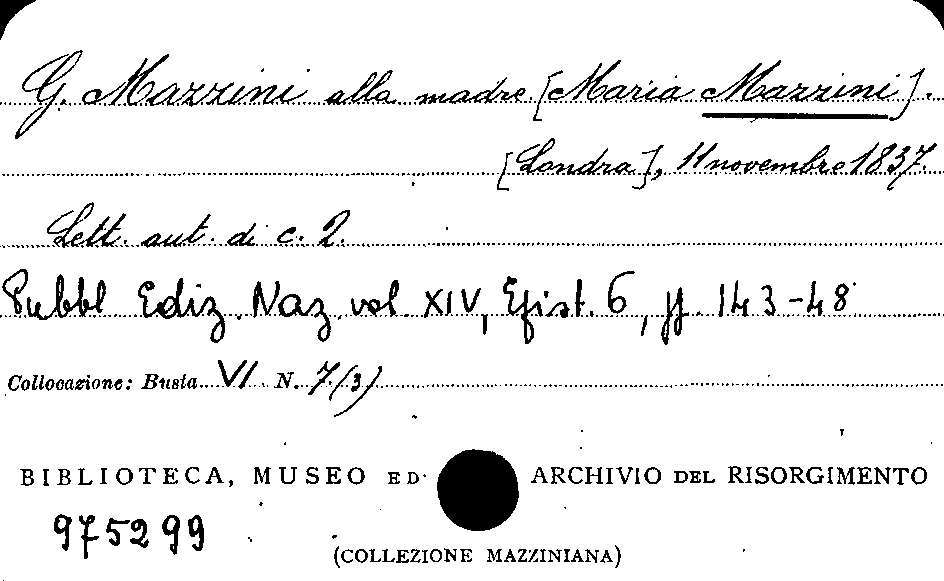 G. Mazzini alla madre [Maria Mazzini].
[Londra], 11 novembre 1837.
Lett. aut. di c. 2.
Pubbl Ediz. Naz. vol. XIV, Epist. 6, pp. 143-48
Collocazione: Busta VI N. 7(3)
BIBLIOTECA, MUSEO ED ARCHIVIO DEL RISORGIMENTO
975299
(COLLEZIONE MAZZINIANA)